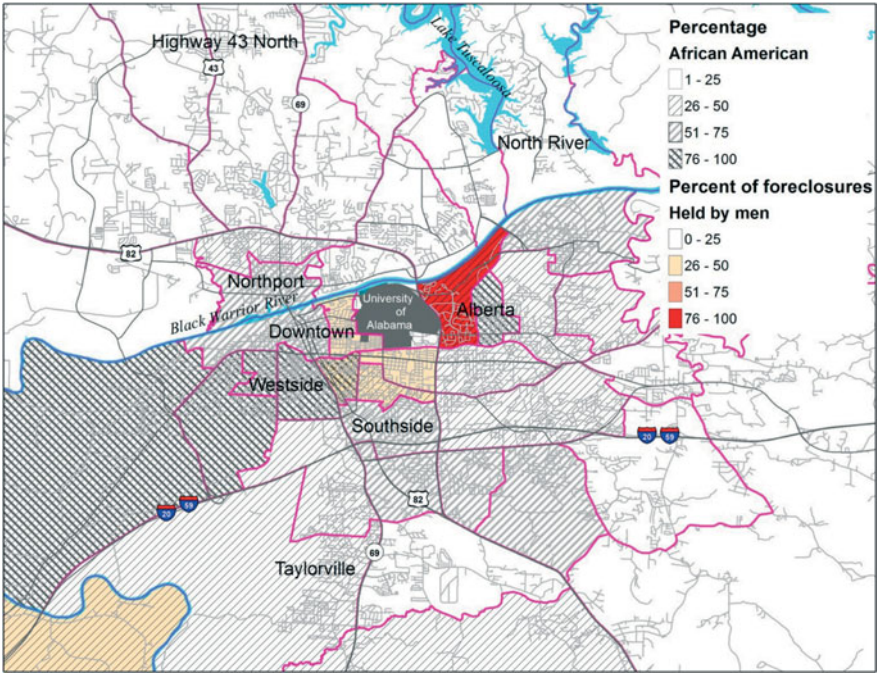 Highway 43 North
43
69
Lake Tuscaloosa
North River
82
Northport
Black Warrior River
University
of
Alabama
Alberta
Downtown
Westside
Southside
20
59
20
59
82
69
Taylorville
Percentage
African American
1 - 25
26 - 50
51 - 75
76 - 100
Percent of foreclosures
Held by men
0 - 25
26 - 50
51 - 75
76 - 100